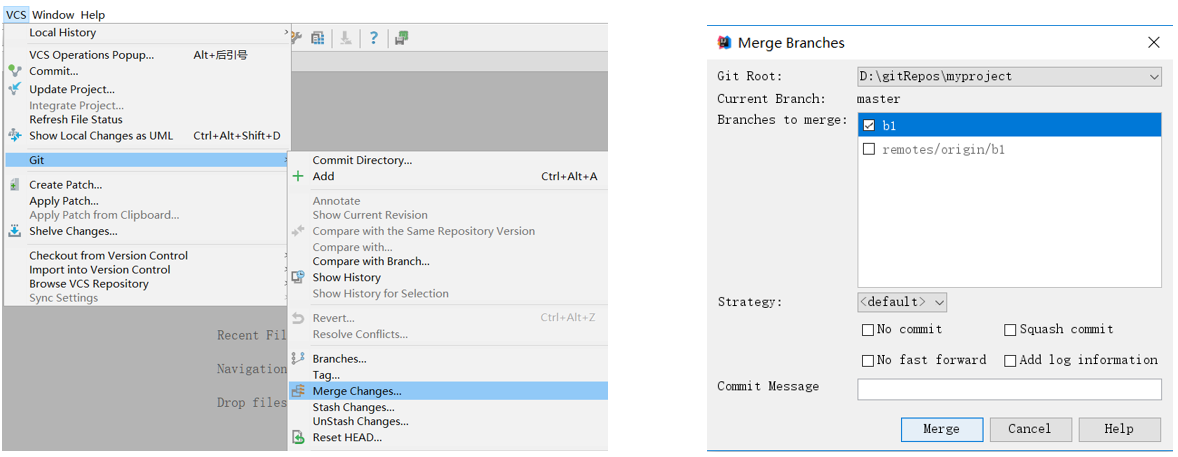 VCS Window Help
Local History
VCS Operations Popup... Alt+后引号
Commit...
Update Project...
Integrate Project...
Refresh File Status
Show Local Changes as UML Ctrl+Alt+Shift+D
Git
Create Patch...
Apply Patch...
Apply Patch from Clipboard...
Shelve Changes...
Checkout from Version Control
Import into Version Control
Browse VCS Repository
Sync Settings
Recent Fil
Navigation
Drop files
Commit Directory...
Add Ctrl+Alt+A
Annotate
Show Current Revision
Compare with the Same Repository Version
Compare with...
Compare with Branch...
Show History
Show History for Selection
Revert... Ctrl+Alt+Z
Resolve Conflicts...
Branches...
Tag...
Merge Changes...
Stash Changes...
UnStash Changes...
Reset HEAD...
Merge Branches
Git Root: D:\gitRepos\myproject
Current Branch: master
Branches to merge: b1
remotes/origin/b1
Strategy: <default>
No commit Squash commit
No fast forward Add log information
Commit Message
Merge Cancel Help